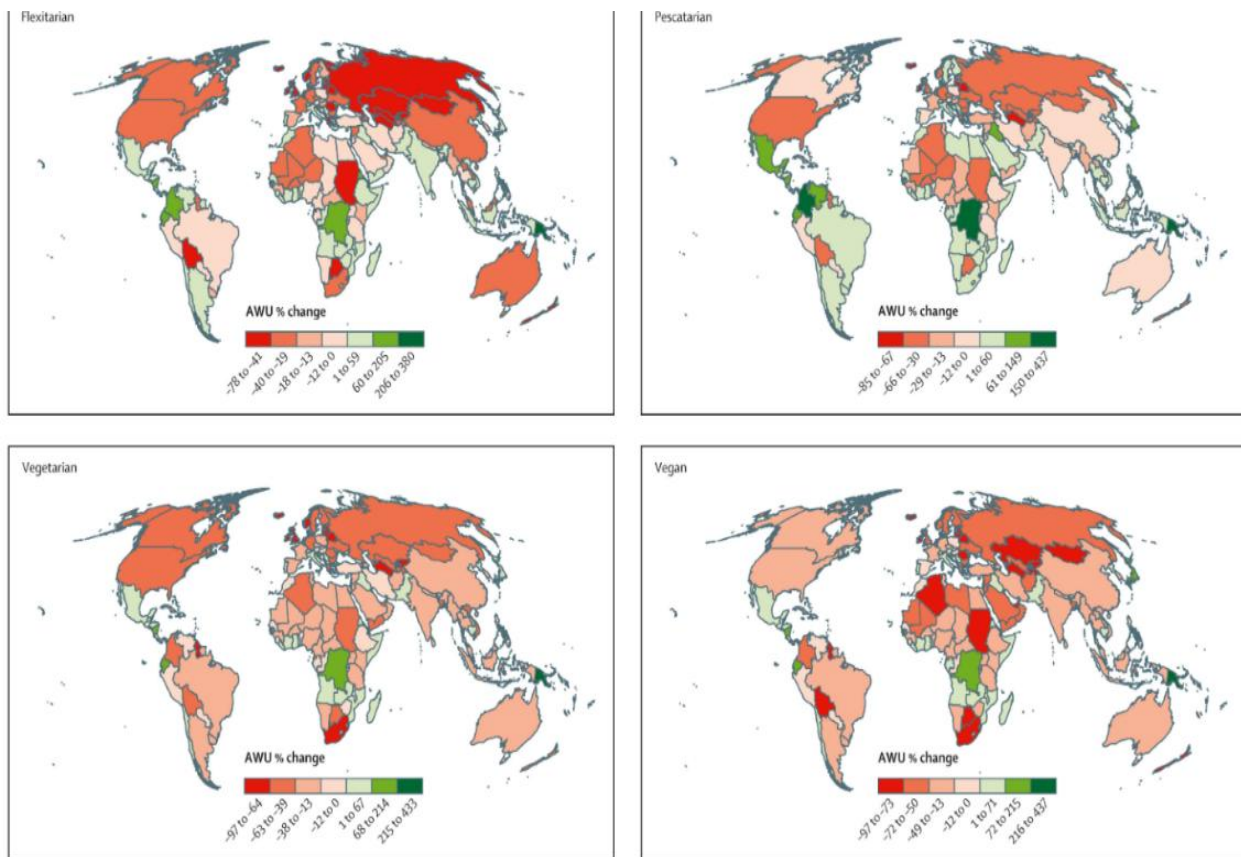 Flexitarian
AWU % change
-78 to -41
-40 to -19
-18 to -13
-12 to 0
1 to 59
60 to 205
206 to 380
Pescatarian
AWU % change
-85 to -67
-66 to -30
-29 to -13
-12 to 0
1 to 60
61 to 149
150 to 437
Vegetarian
AWU % change
-97 to -64
-63 to -39
-38 to -13
-12 to 0
1 to 67
68 to 214
215 to 433
Vegan
AWU % change
-97 to -73
-72 to -50
-49 to -13
-12 to 0
1 to 71
72 to 215
216 to 437